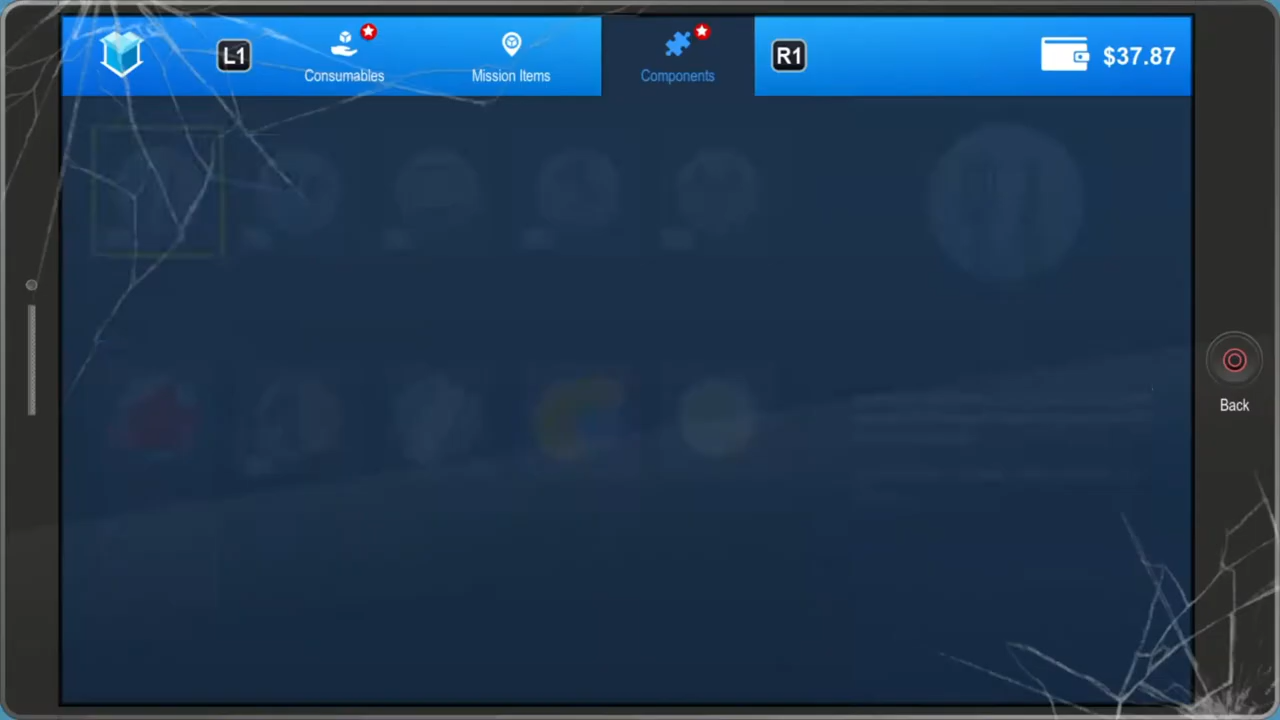 L1
Consumables
Mission Items
Components
R1
$37.87
Back